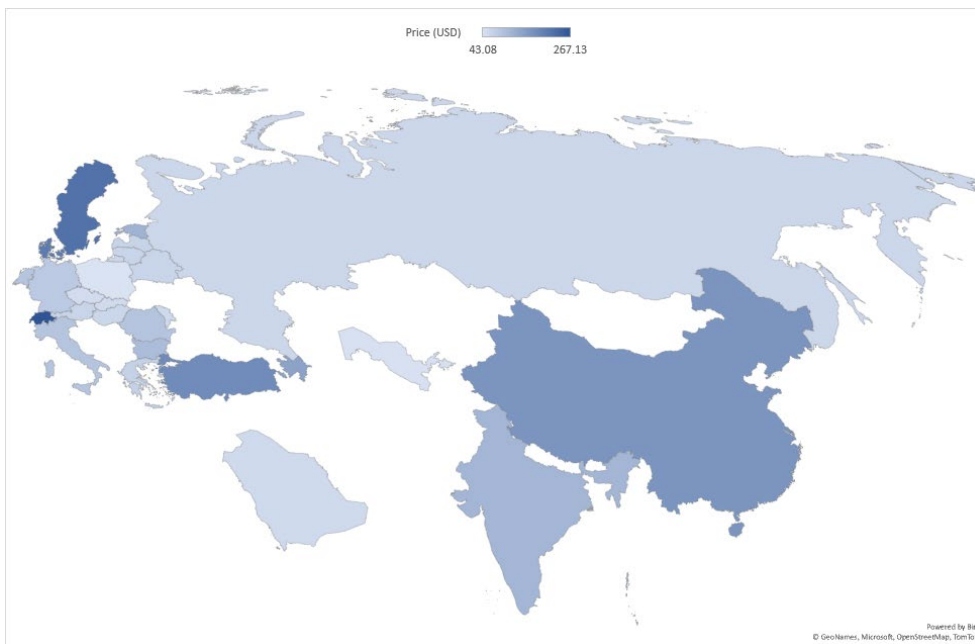 Price (USD)
43.08 267.13
Powered by Bi
© GeoNames, Microsoft, OpenStreetMap, TomTo